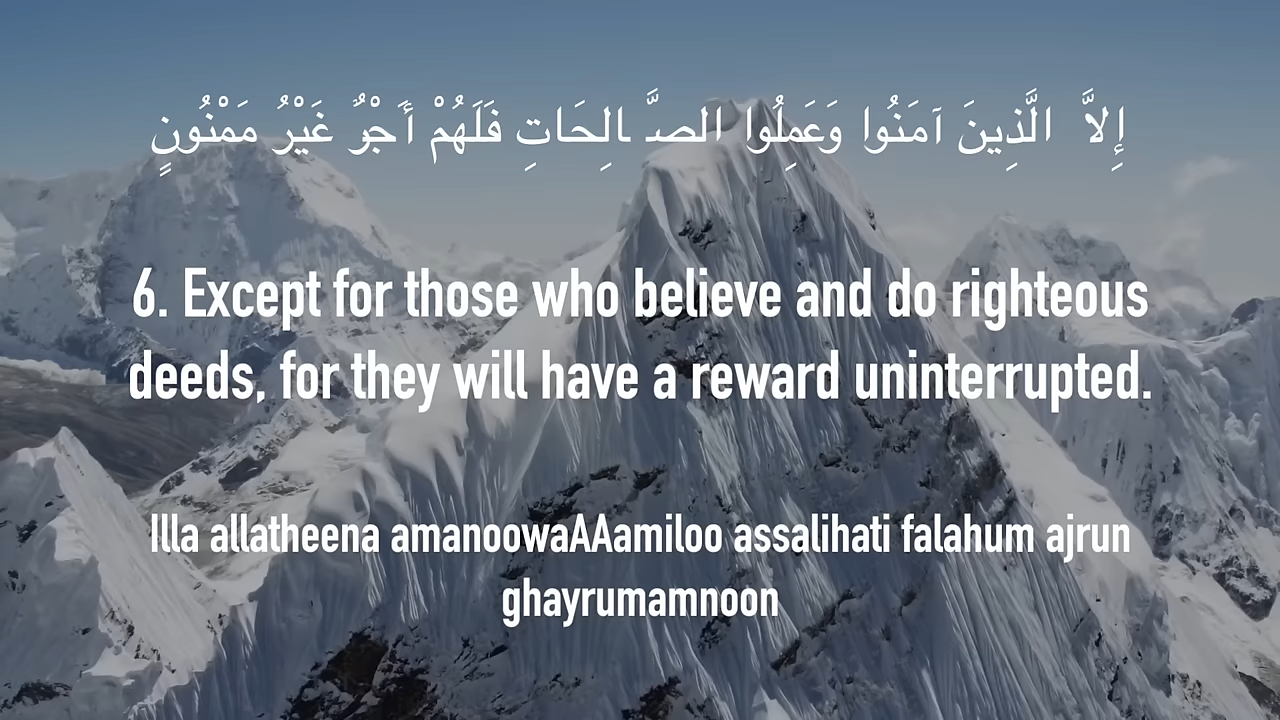 إِلاَّ الَّذِينَ آمَنُوا وَعَمِلُوا الصَّالِحَاتِ فَلَهُمْ أَجْرٌ غَيْرُ مَمْنُونٍ
6. Except for those who believe and do righteous
deeds, for they will have a reward uninterrupted.
Illa allatheena amanoowaAAamiloo assalihati falahum ajrun
ghayrumamnoon